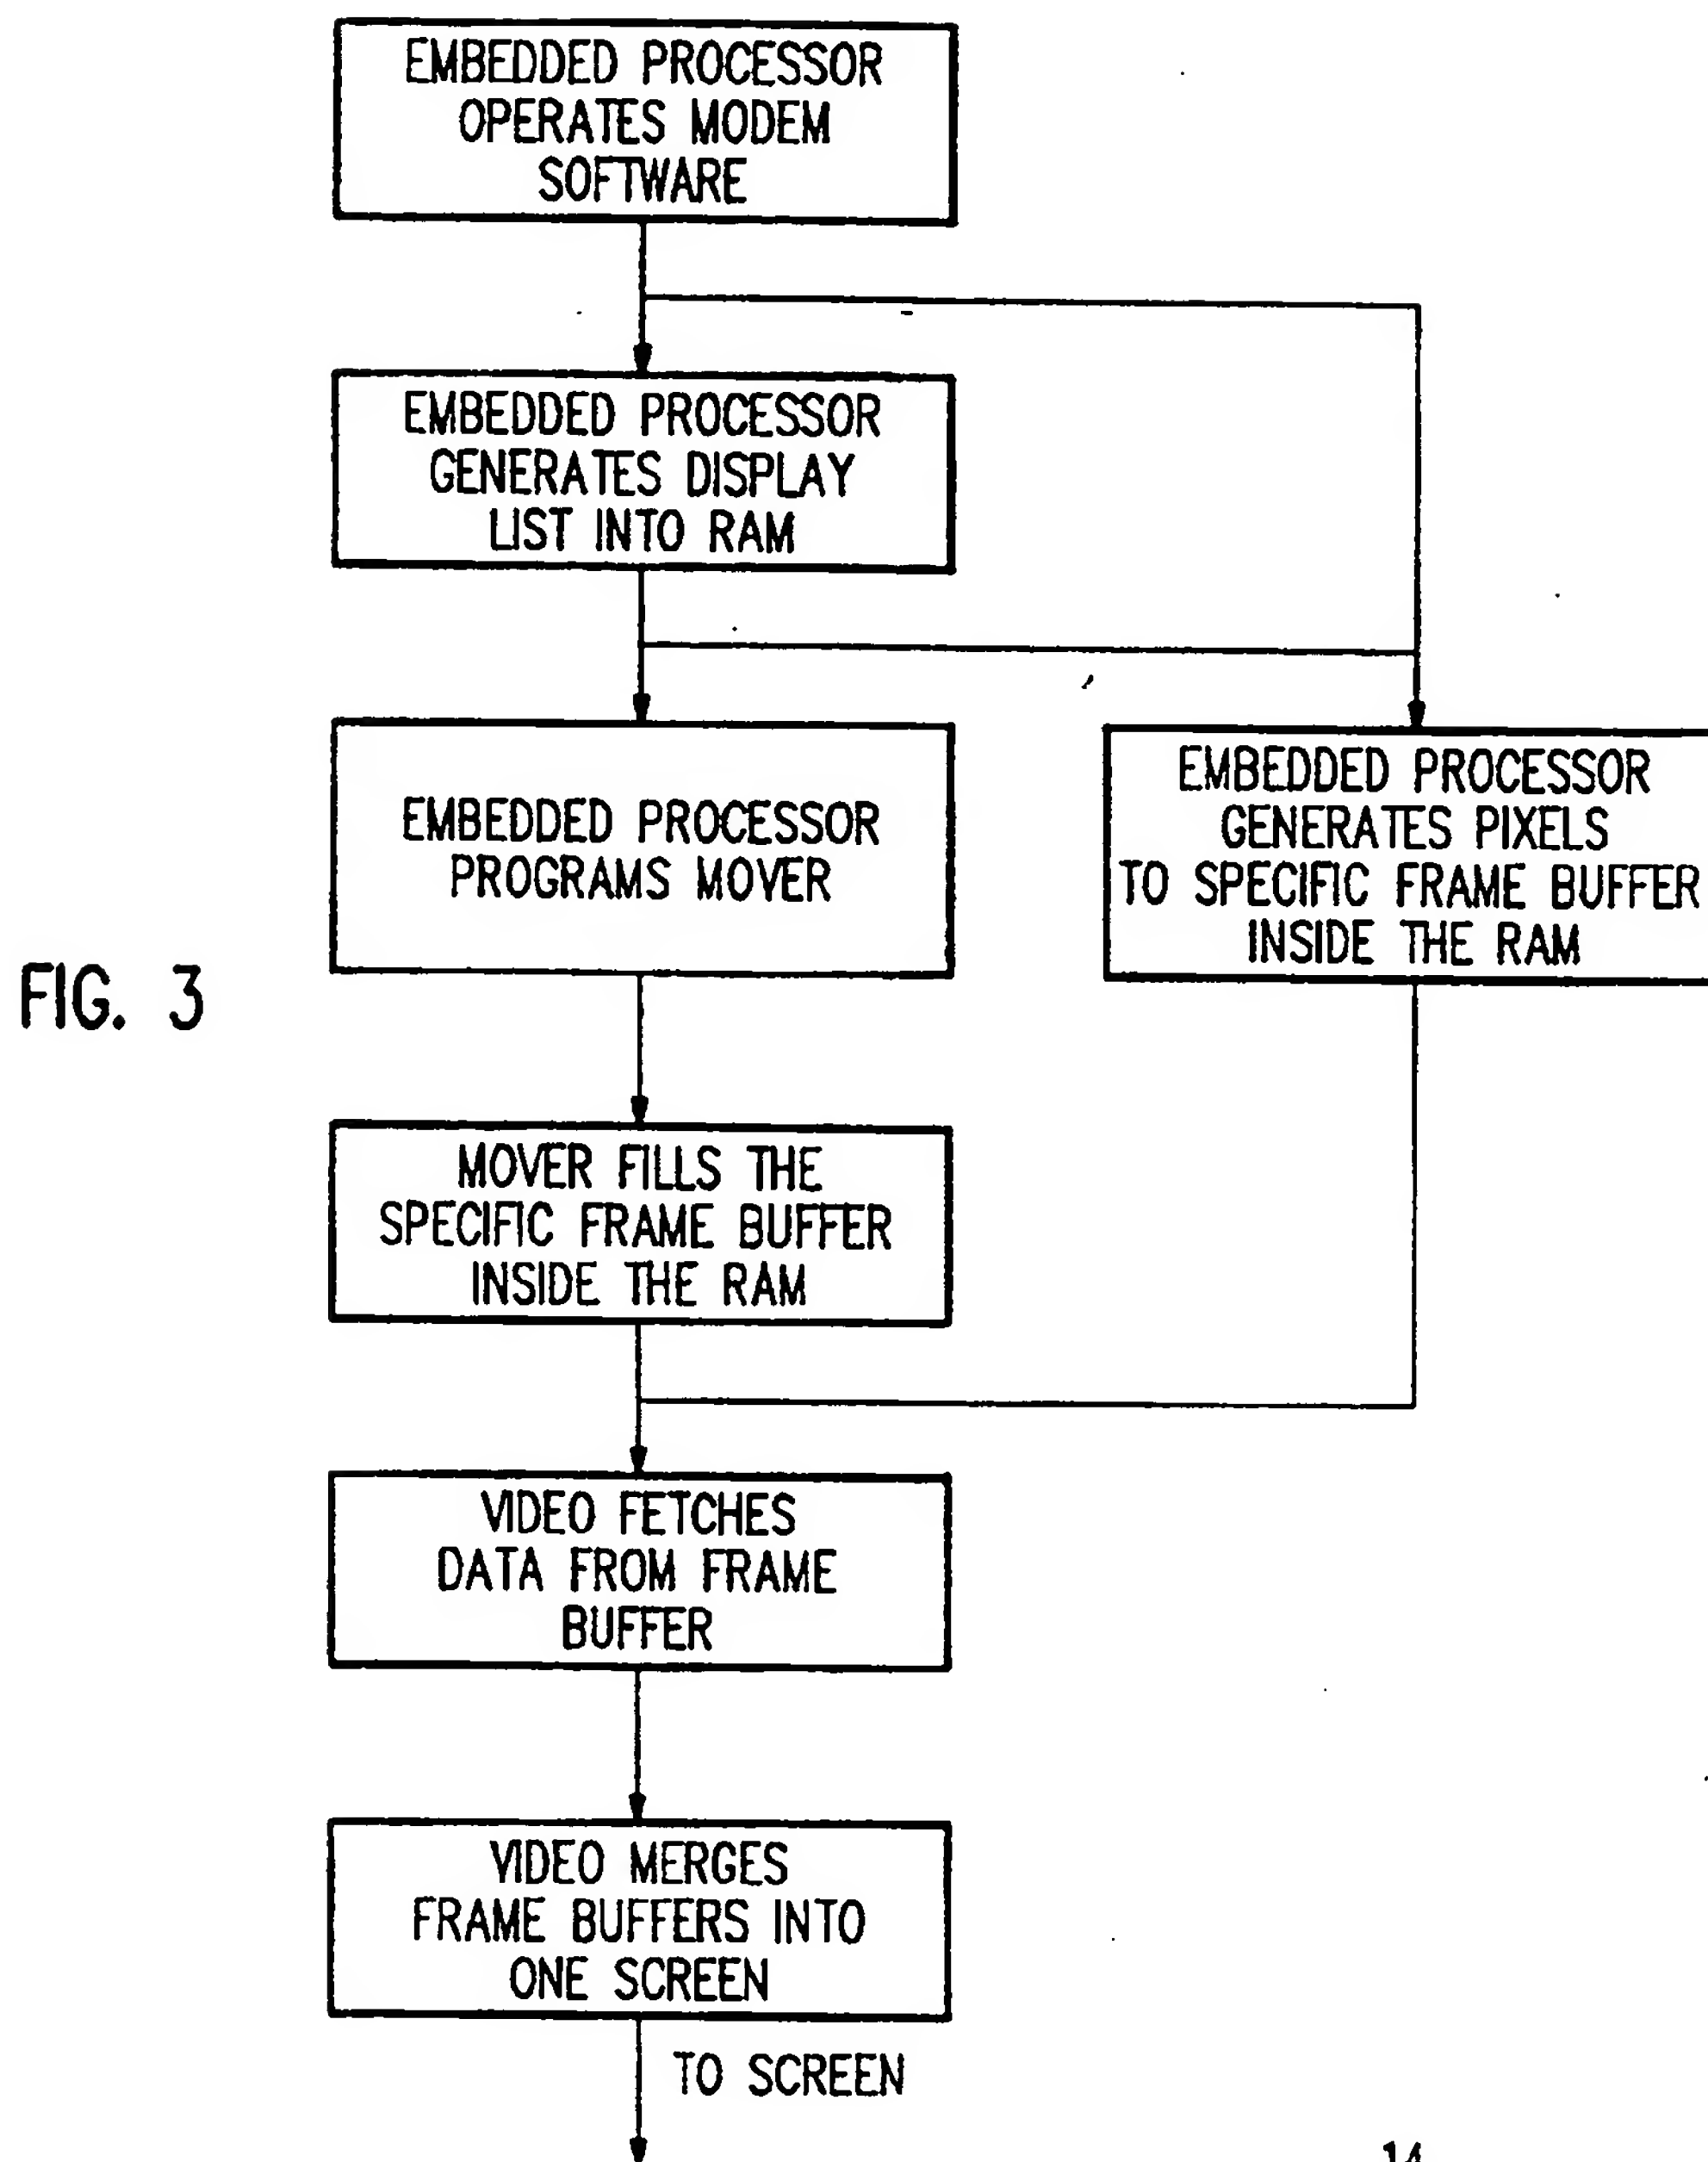 EMBEDDED PROCESSOR
OPERATES MODEM
SOFTWARE
EMBEDDED PROCESSOR
GENERATES DISPLAY
LIST INTO RAM
EMBEDDED PROCESSOR
PROGRAMS MOVER
EMBEDDED PROCESSOR
GENERATES PIXELS
TO SPECIFIC FRAME BUFFER
INSIDE THE RAM
FIG. 3
MOVER FILLS THE
SPECIFIC FRAME BUFFER
INSIDE THE RAM
VIDEO FETCHES
DATA FROM FRAME
BUFFER
VIDEO MERGES
FRAME BUFFERS INTO
ONE SCREEN
TO SCREEN
14